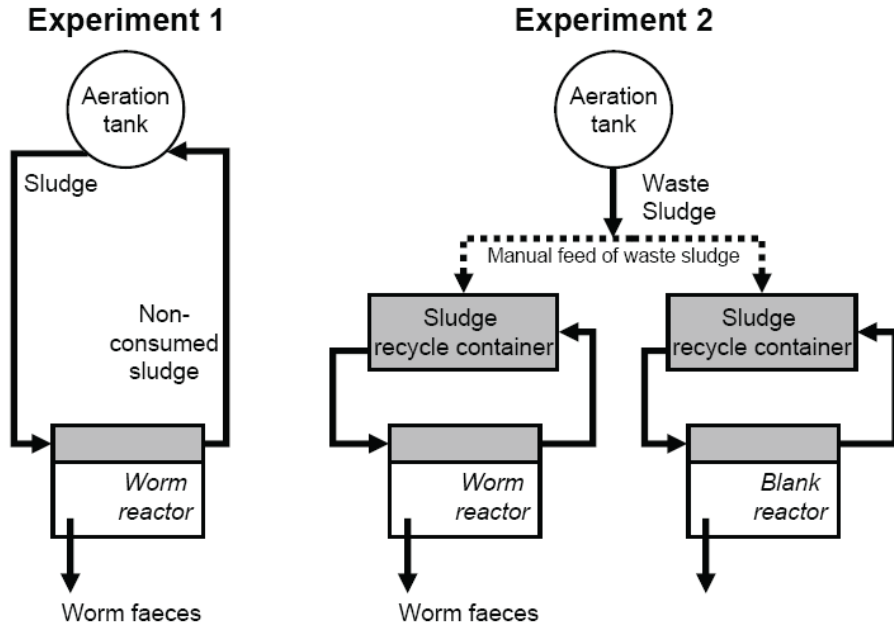 Experiment 1
Aeration
tank
Sludge
Non-
consumed
sludge
Worm
reactor
Worm faeces
Experiment 2
Aeration
tank
Waste
Sludge
Manual feed of waste sludge
Sludge
recycle container
Sludge
recycle container
Worm
reactor
Blank
reactor
Worm faeces